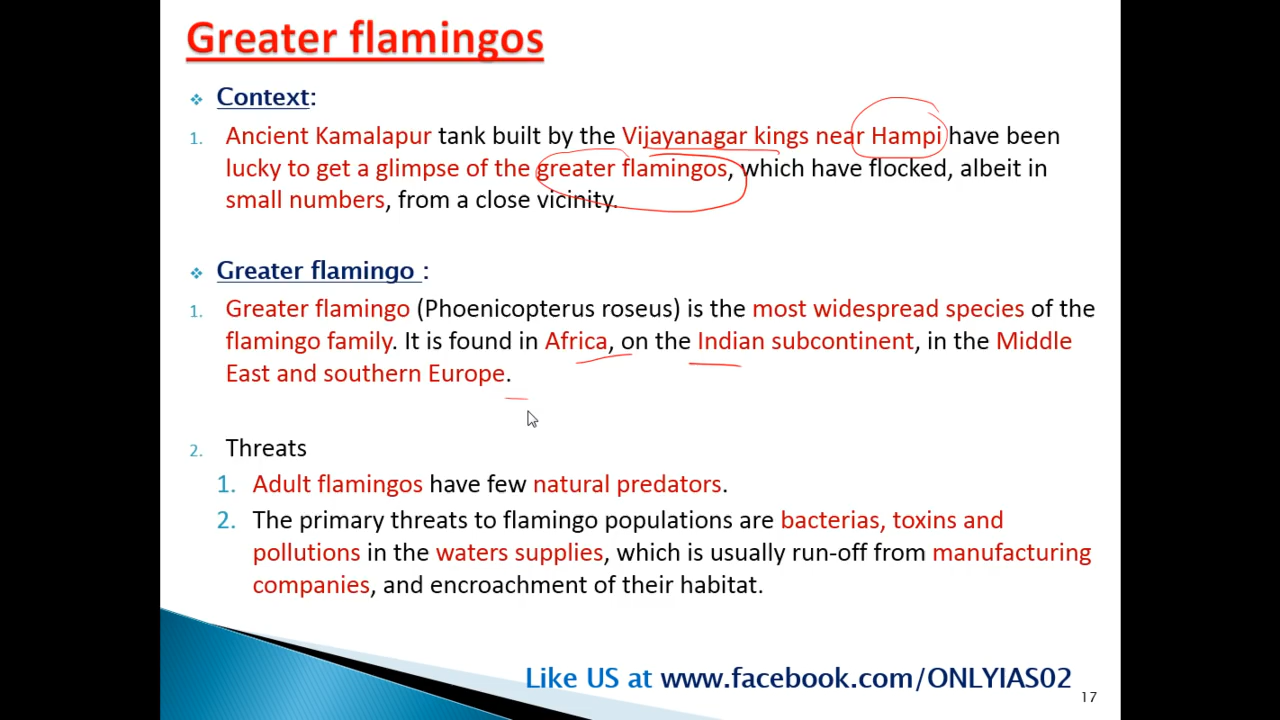 Greater flamingos
❖ Context:
1. Ancient Kamalapur tank built by the Vijayanagar kings near Hampi have been
lucky to get a glimpse of the greater flamingos, which have flocked, albeit in
small numbers, from a close vicinity.
❖ Greater flamingo :
1. Greater flamingo (Phoenicopterus roseus) is the most widespread species of the
flamingo family. It is found in Africa, on the Indian subcontinent, in the Middle
East and southern Europe.
2. Threats
1. Adult flamingos have few natural predators.
2. The primary threats to flamingo populations are bacterias, toxins and
pollutions in the waters supplies, which is usually run-off from manufacturing
companies, and encroachment of their habitat.
Like US at www.facebook.com/ONLYIAS02
17